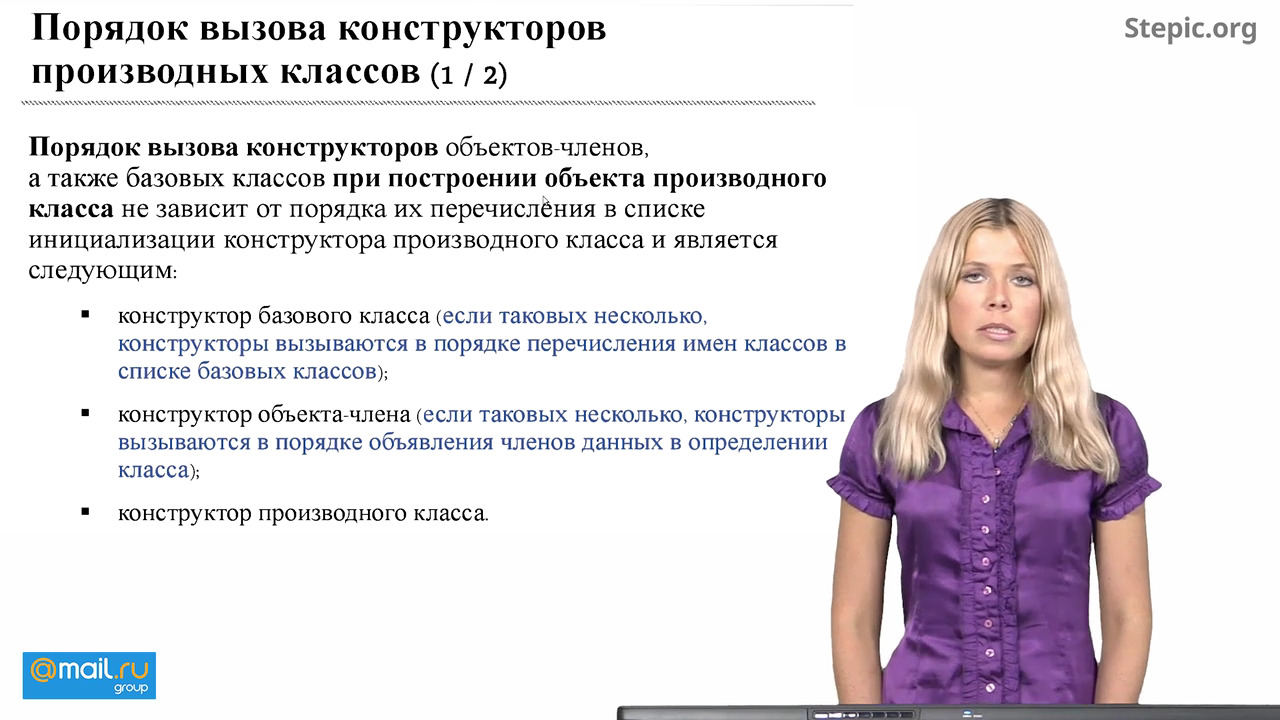 Порядок вызова конструкторов
производных классов (1 / 2)
Stepic.org
Порядок вызова конструкторов объектов-членов,
а также базовых классов при построении объекта производного
класса не зависит от порядка их перечисления в списке
инициализации конструктора производного класса и является
следующим:
▪ конструктор базового класса (если таковых несколько,
конструкторы вызываются в порядке перечисления имен классов в
списке базовых классов);
▪ конструктор объекта-члена (если таковых несколько, конструкторы
вызываются в порядке объявления членов данных в определении
класса);
▪ конструктор производного класса.
@mail.ru
group